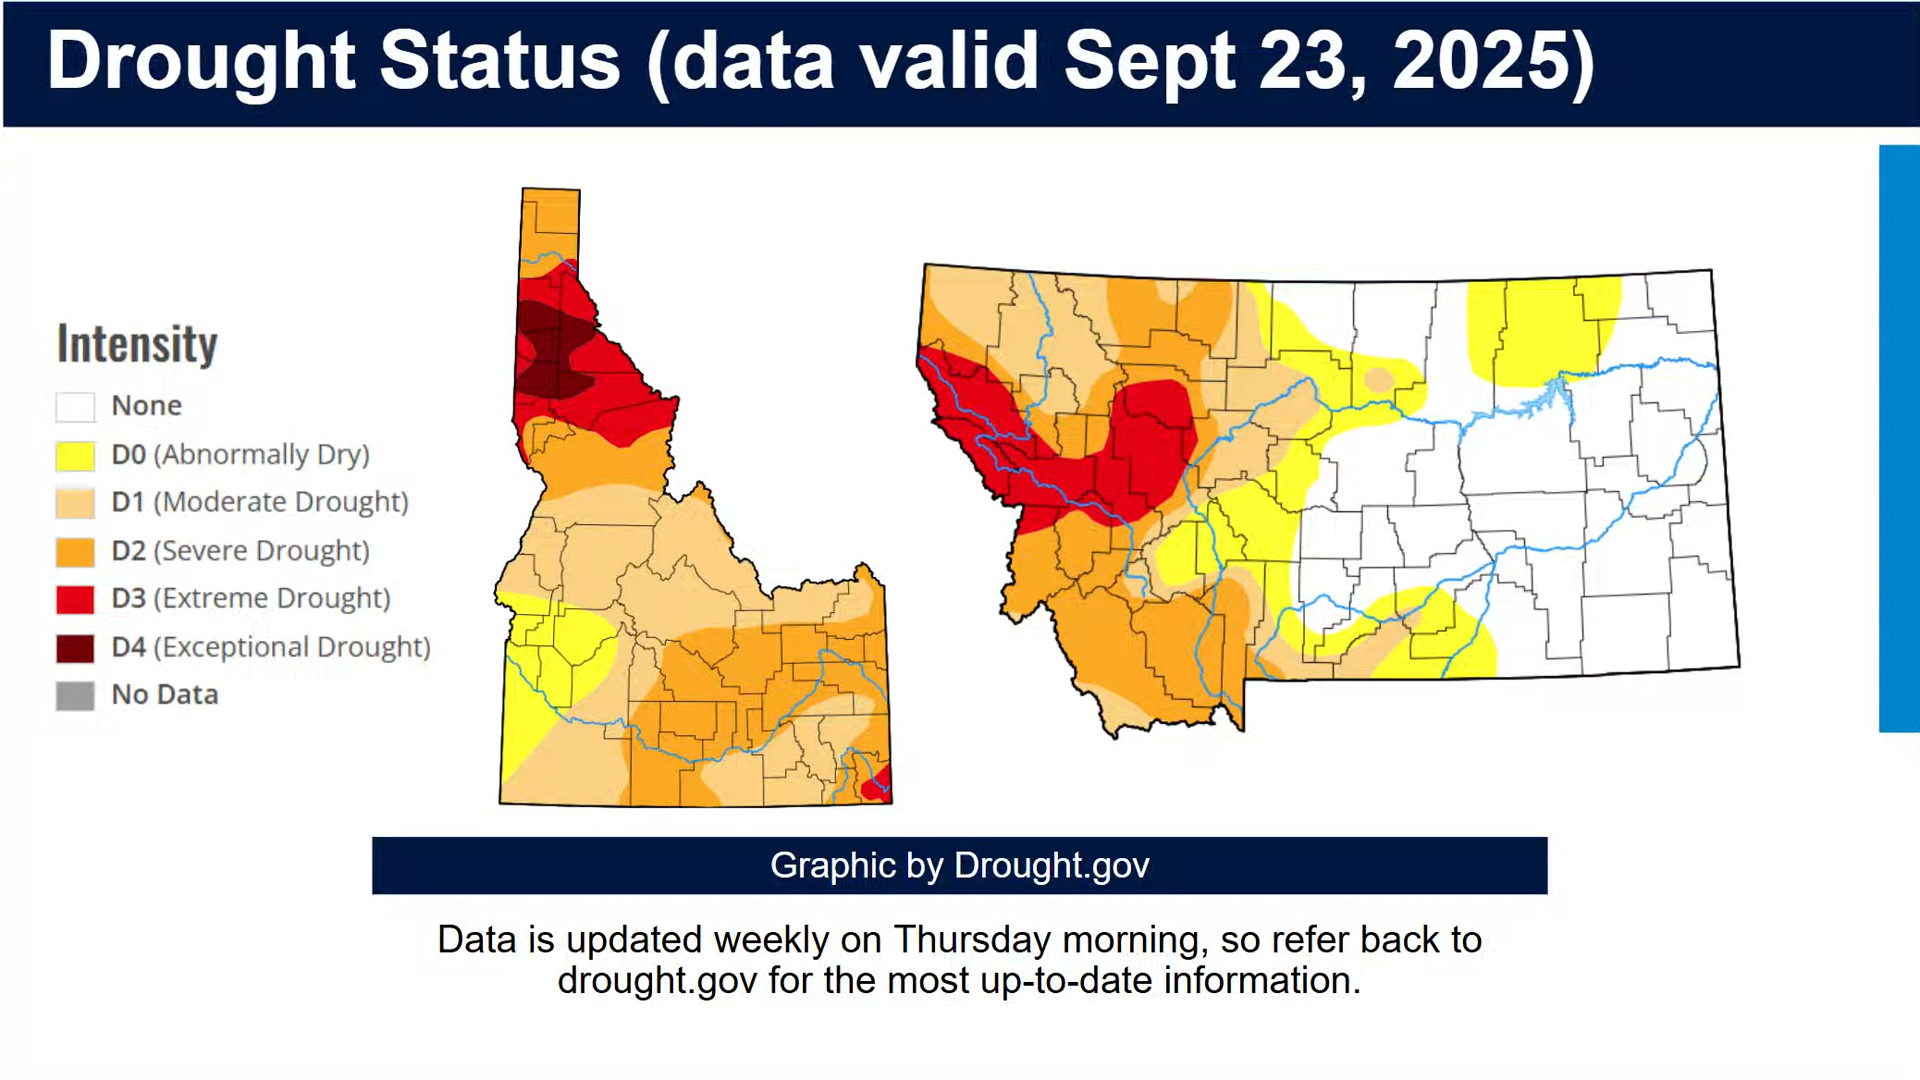 Drought Status (data valid Sept 23, 2025)
Intensity
None
D0 (Abnormally Dry)
D1 (Moderate Drought)
D2 (Severe Drought)
D3 (Extreme Drought)
D4 (Exceptional Drought)
No Data
Graphic by Drought.gov
Data is updated weekly on Thursday morning, so refer back to
drought.gov for the most up-to-date information.